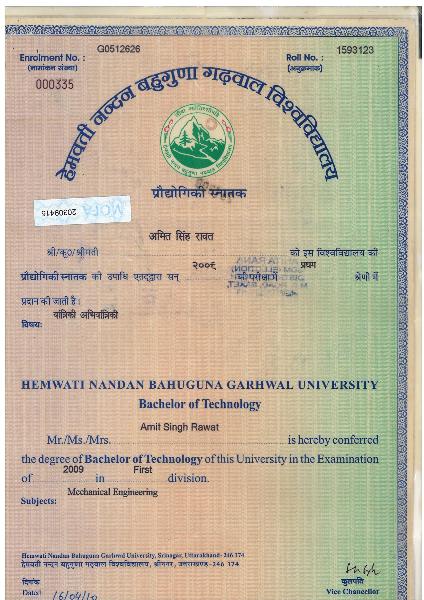 G0512626
Enrolment No. :
(नामांकन संख्या)
1593123
Roll No. :
(अनुक्रमांक)
000335
हेमवती नन्दन बहुगुणा गढ़वाल विश्वविद्यालय
प्रौद्योगिकी स्नातक
20309416
अमित सिंह रावत
श्री/कु०/श्रीमती को इस विश्वविद्यालय की
२००९ प्रथम
प्रौद्योगिकी स्नातक की उपाधि एतद्द्वारा सन् की परीक्षा में श्रेणी में
प्रदान की जाती है।
यांत्रिकी अभियांत्रिकी
विषयः
HEMWATI NANDAN BAHUGUNA GARHWAL UNIVERSITY
Bachelor of Technology
Amit Singh Rawat
Mr./Ms./Mrs. is hereby conferred
the degree of Bachelor of Technology of this University in the Examination
of 2009 in First division.
Mechanical Engineering
Subjects:
Hemwati Nandan Bahuguna Garhwal University, Srinagar, Uttarakhand- 246 174
हेमवती नन्दन बहुगुणा गढ़वाल विश्वविद्यालय, श्रीनगर, उत्तराखण्ड - 246 174
दिनांक
Date: 16/04/10
कुलपति
Vice Chancellor